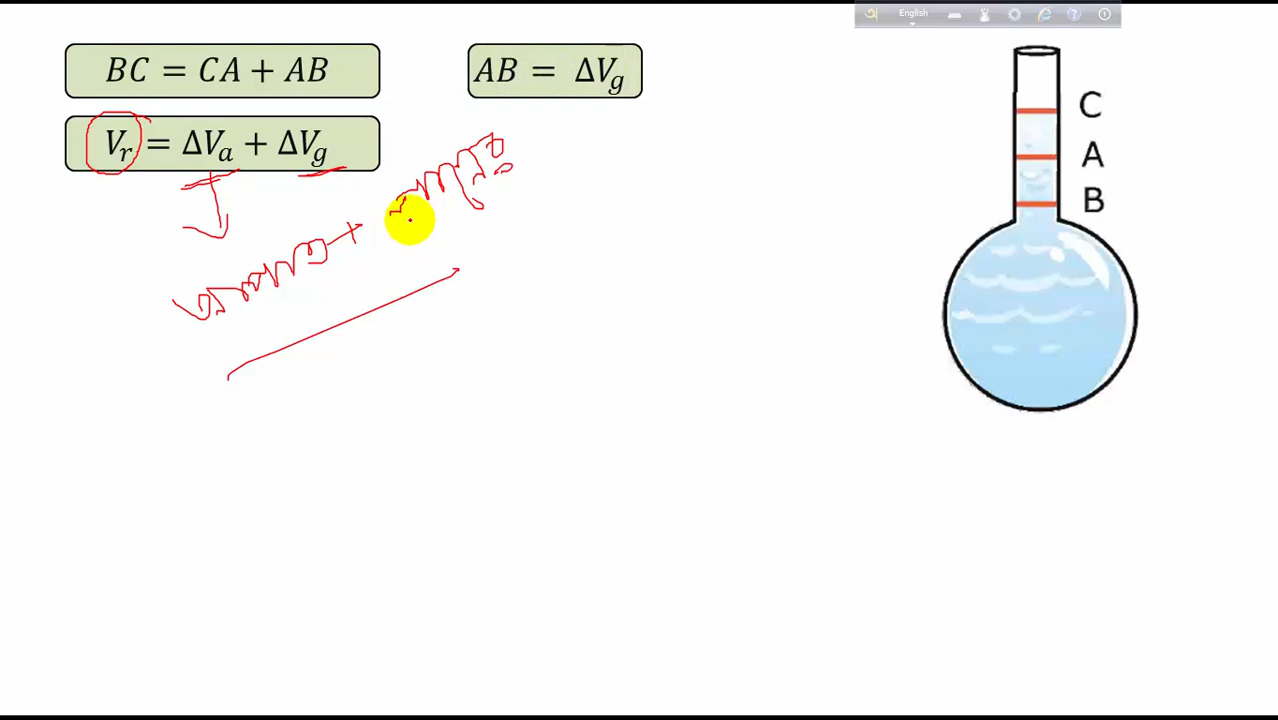 English
BC = CA + AB
AB = ΔV_g
V_r = ΔV_a + ΔV_g
C
A
B